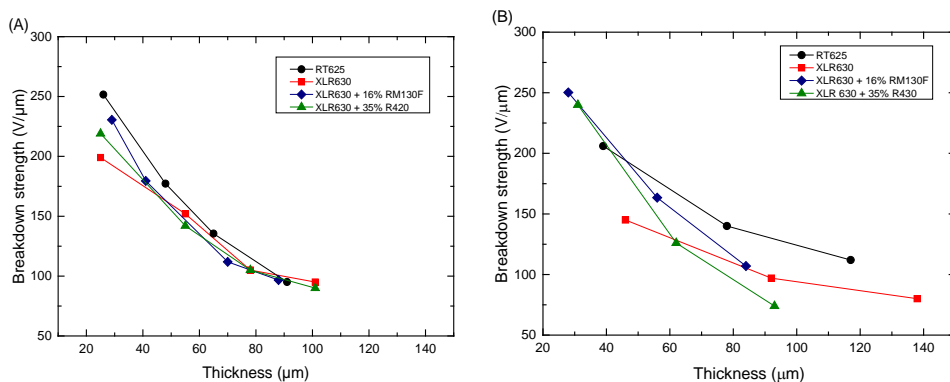 (A)
300
250
200
150
100
50
Breakdown strength (V/µm)
RT625
XLR630
XLR630 + 16% RM130F
XLR630 + 35% R420
20 40 60 80 100 120 140
Thickness (µm)
(B)
300
250
200
150
100
50
Breakdown strength (V/µm)
RT625
XLR630
XLR630 + 16% RM130F
XLR 630 + 35% R430
20 40 60 80 100 120 140
Thickness (µm)